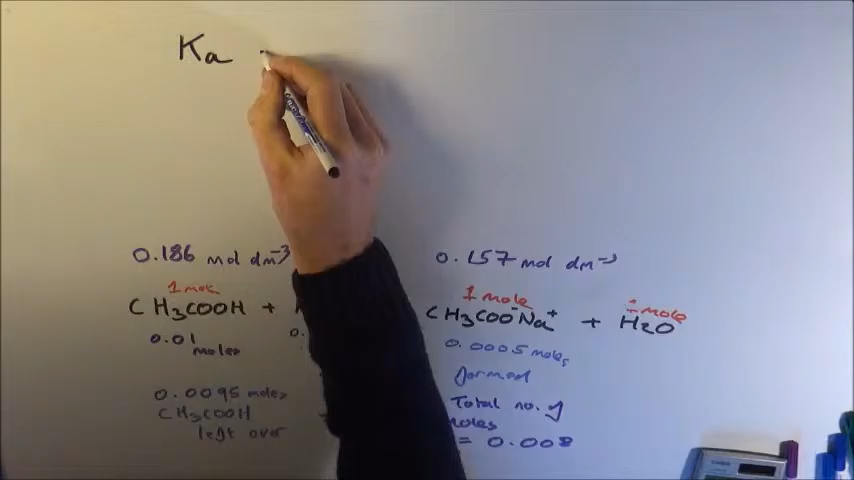 Ka
0.186 mol dm⁻³ 0.157 mol dm⁻³
1 mole 1 mole 1 mole
CH₃COOH + CH₃COO⁻Na⁺ + H₂O
0.01 moles 0. 0.0005 moles formed
0.0095 moles CH₃COOH left over
Total no. of moles = 0.008